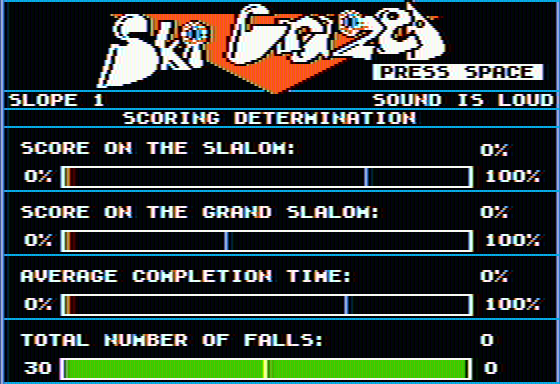 Ski Crazed
PRESS SPACE
SLOPE 1 SOUND IS LOUD
SCORING DETERMINATION
SCORE ON THE SLALOM: 0%
0% 100%
SCORE ON THE GRAND SLALOM: 0%
0% 100%
AVERAGE COMPLETION TIME: 0%
0% 100%
TOTAL NUMBER OF FALLS: 0
30 0